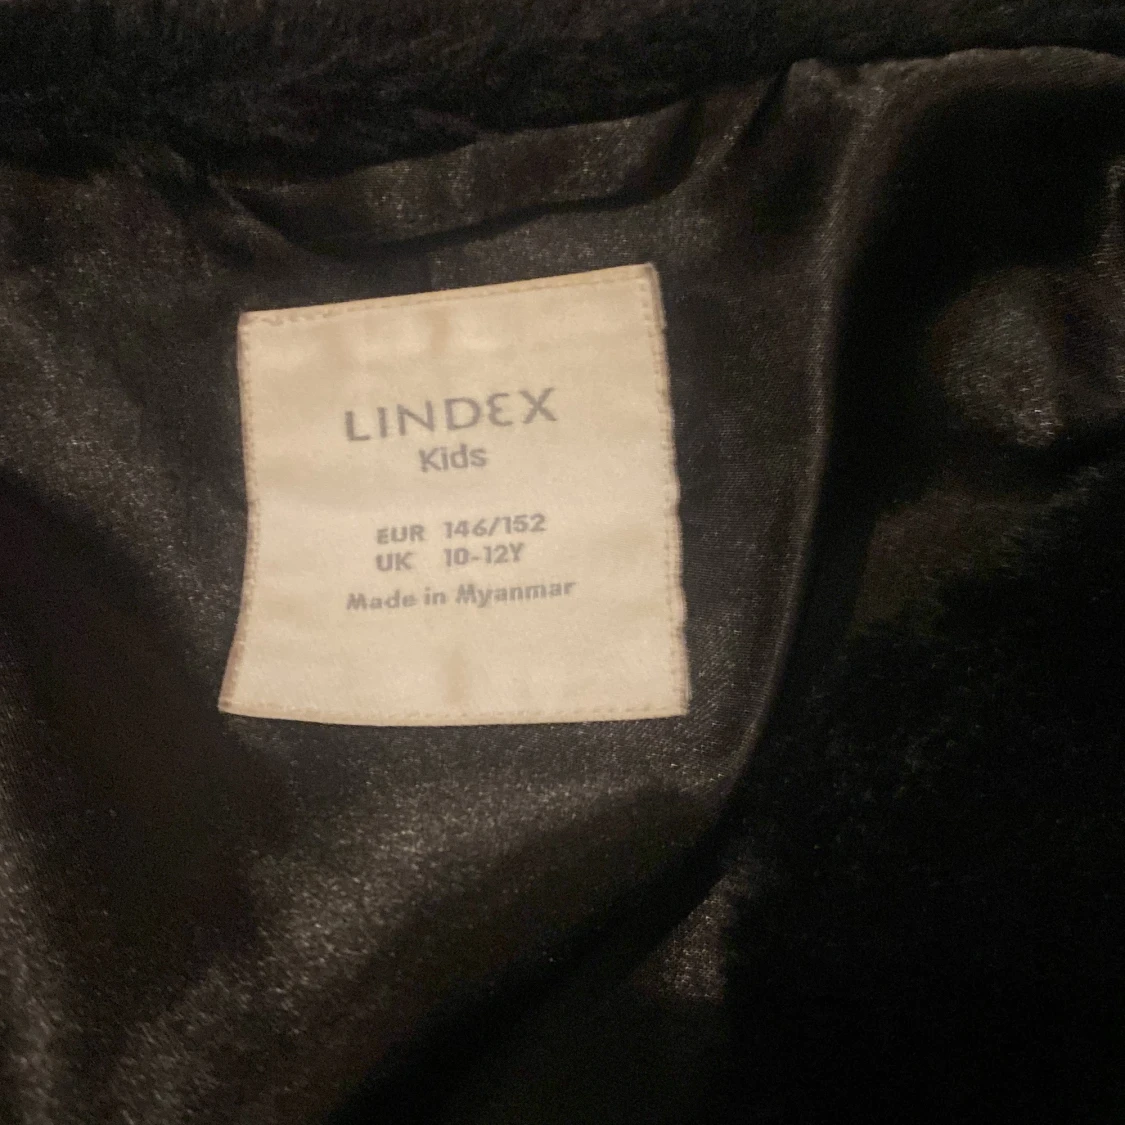 LINDEX
Kids
EUR 146/152
UK 10-12Y
Made in Myanmar